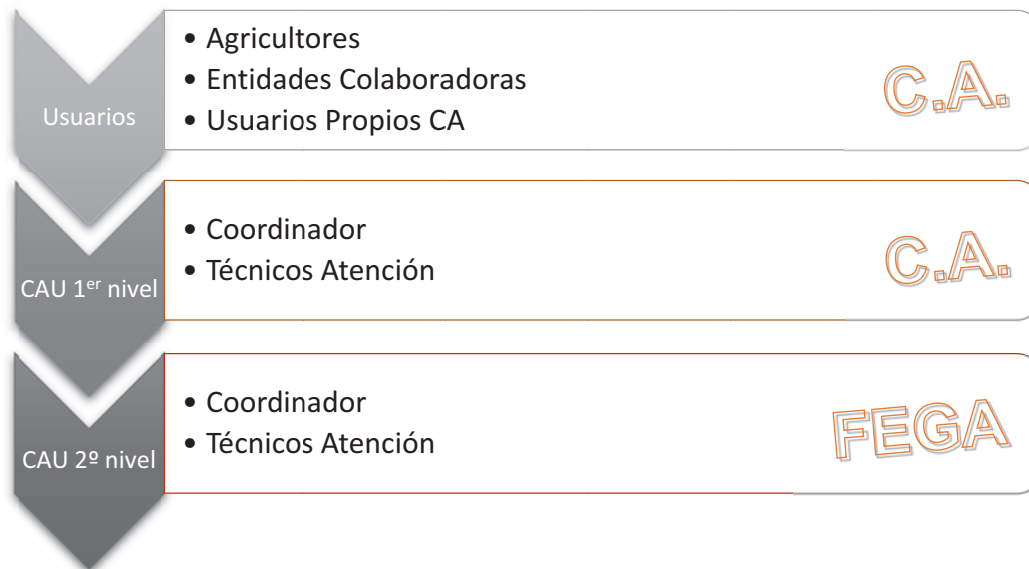 Usuarios
• Agricultores
• Entidades Colaboradoras
• Usuarios Propios CA
C.A.
CAU 1er nivel
• Coordinador
• Técnicos Atención
C.A.
CAU 2º nivel
• Coordinador
• Técnicos Atención
FEGA